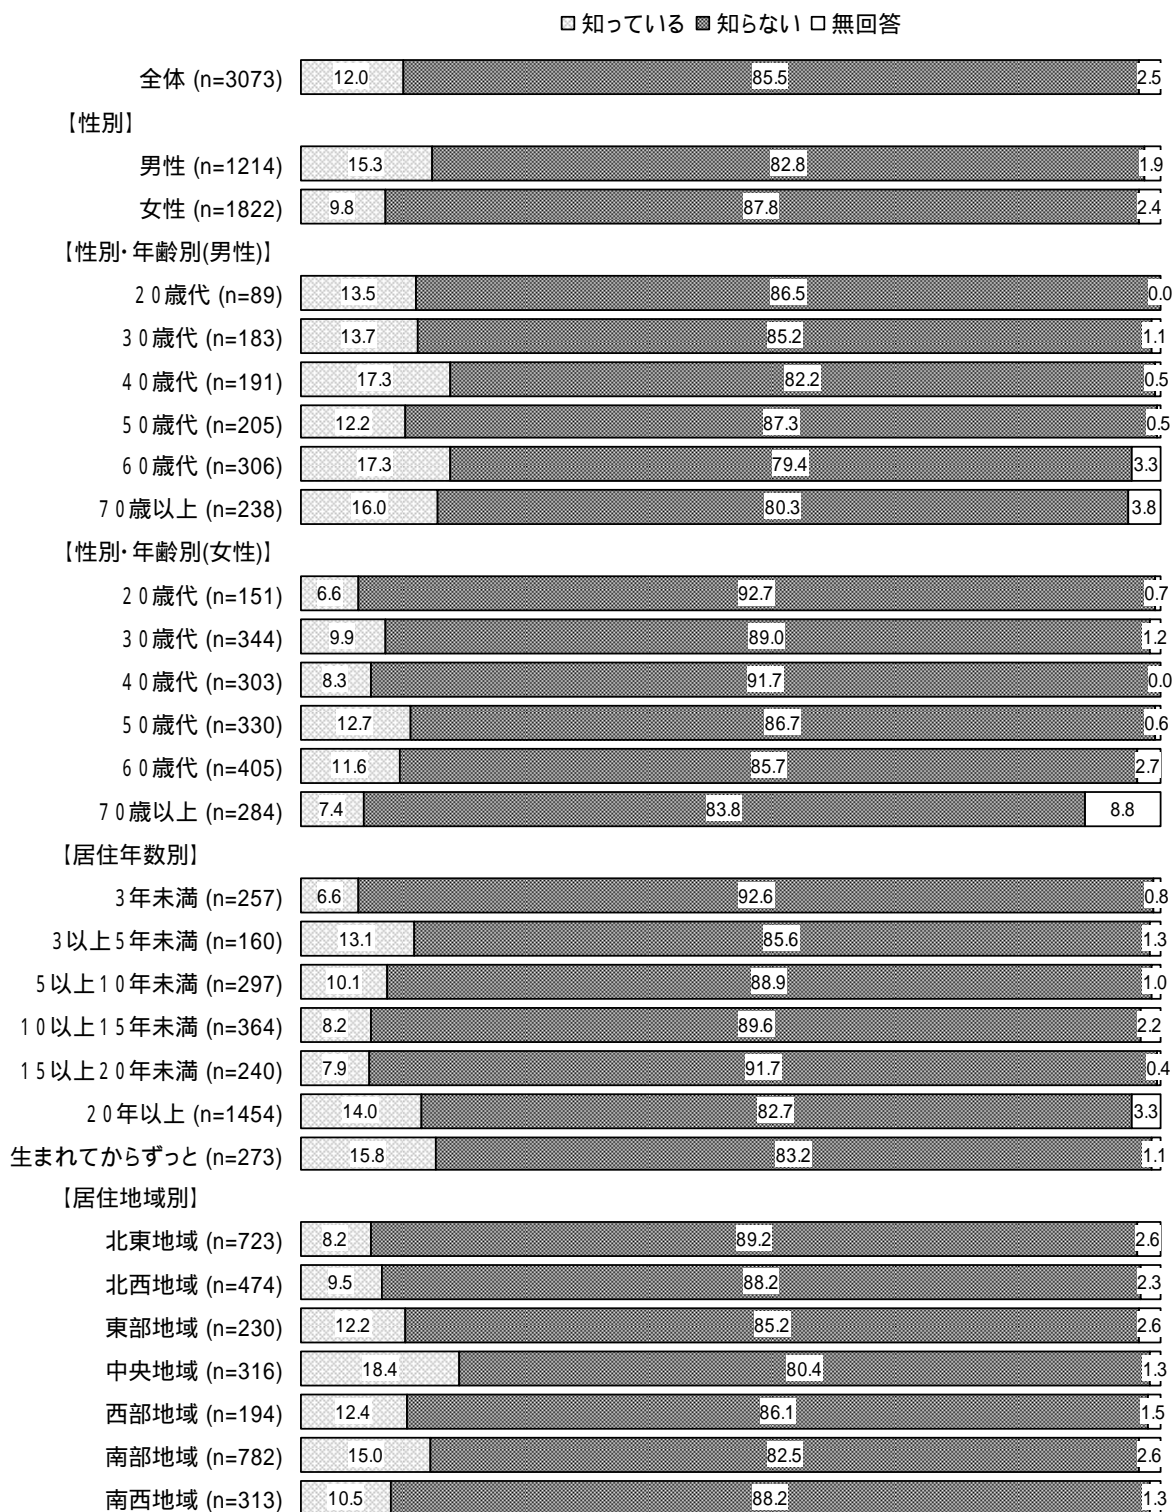 知っている 知らない 無回答
全体 (n=3073) 12.0 85.5 2.5
【性別】
男性 (n=1214) 15.3 82.8 1.9
女性 (n=1822) 9.8 87.8 2.4
【性別・年齢別(男性)】
20歳代 (n=89) 13.5 86.5 0.0
30歳代 (n=183) 13.7 85.2 1.1
40歳代 (n=191) 17.3 82.2 0.5
50歳代 (n=205) 12.2 87.3 0.5
60歳代 (n=306) 17.3 79.4 3.3
70歳以上 (n=238) 16.0 80.3 3.8
【性別・年齢別(女性)】
20歳代 (n=151) 6.6 92.7 0.7
30歳代 (n=344) 9.9 89.0 1.2
40歳代 (n=303) 8.3 91.7 0.0
50歳代 (n=330) 12.7 86.7 0.6
60歳代 (n=405) 11.6 85.7 2.7
70歳以上 (n=284) 7.4 83.8 8.8
【居住年数別】
3年未満 (n=257) 6.6 92.6 0.8
3以上5年未満 (n=160) 13.1 85.6 1.3
5以上10年未満 (n=297) 10.1 88.9 1.0
10以上15年未満 (n=364) 8.2 89.6 2.2
15以上20年未満 (n=240) 7.9 91.7 0.4
20年以上 (n=1454) 14.0 82.7 3.3
生まれてからずっと (n=273) 15.8 83.2 1.1
【居住地域別】
北東地域 (n=723) 8.2 89.2 2.6
北西地域 (n=474) 9.5 88.2 2.3
東部地域 (n=230) 12.2 85.2 2.6
中央地域 (n=316) 18.4 80.4 1.3
西部地域 (n=194) 12.4 86.1 1.5
南部地域 (n=782) 15.0 82.5 2.6
南西地域 (n=313) 10.5 88.2 1.3